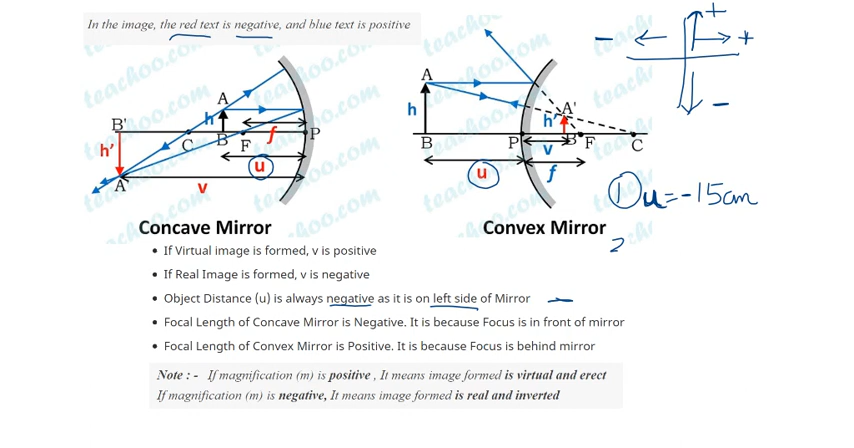 In the image, the red text is negative, and blue text is positive
- ← → +
+
-
A
h
B'
C
B
F
f
P
h'
u
A'
v
Concave Mirror
A
h
B
P
A'
h'
B'
F
C
v
u
f
Convex Mirror
① u = -15cm
2
• If Virtual image is formed, v is positive
• If Real Image is formed, v is negative
• Object Distance (u) is always negative as it is on left side of Mirror
• Focal Length of Concave Mirror is Negative. It is because Focus is in front of mirror
• Focal Length of Convex Mirror is Positive. It is because Focus is behind mirror
Note : - If magnification (m) is positive , It means image formed is virtual and erect
If magnification (m) is negative, It means image formed is real and inverted
teachoo.com